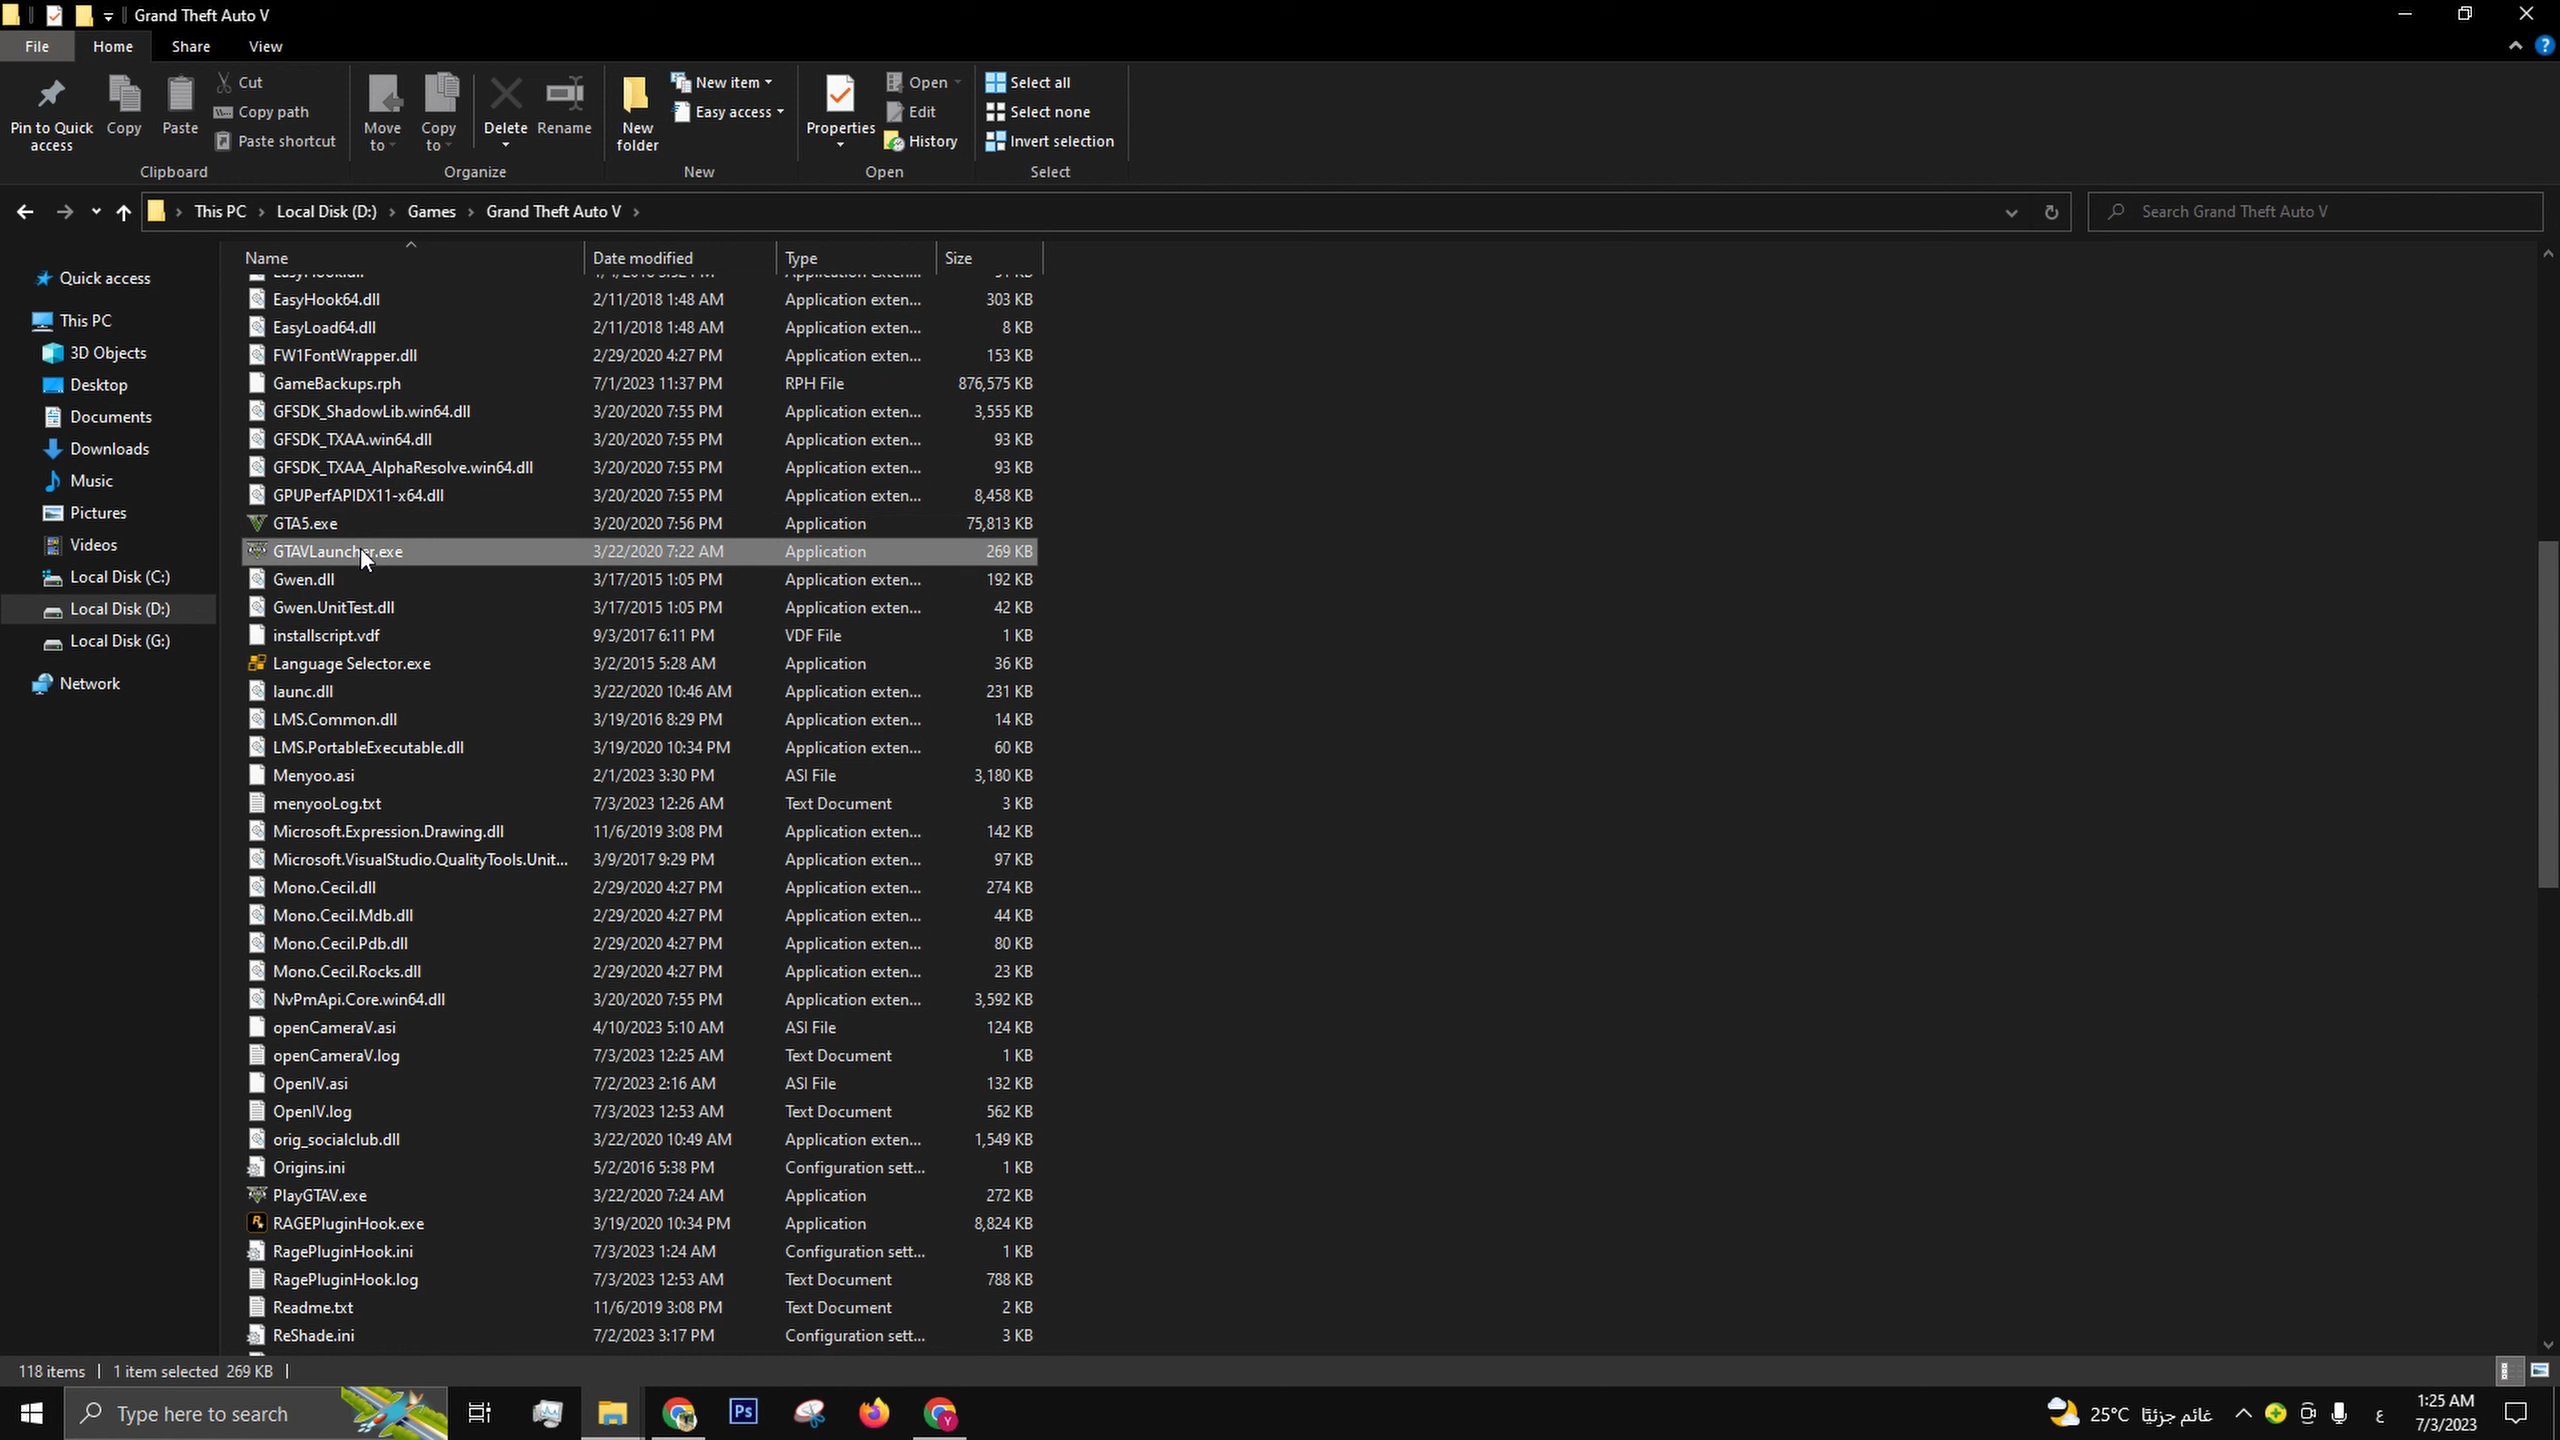 Grand Theft Auto V
File Home Share View
Pin to Quick access
Copy
Paste
Cut
Copy path
Paste shortcut
Clipboard
Move to
Copy to
Delete
Rename
Organize
New folder
New item
Easy access
New
Properties
Open
Edit
History
Open
Select all
Select none
Invert selection
Select
This PC Local Disk (D:) Games Grand Theft Auto V
Search Grand Theft Auto V
Quick access
This PC
3D Objects
Desktop
Documents
Downloads
Music
Pictures
Videos
Local Disk (C:)
Local Disk (D:)
Local Disk (G:)
Network
Name Date modified Type Size
EasyHook64.dll 2/11/2018 1:48 AM Application exten... 303 KB
EasyLoad64.dll 2/11/2018 1:48 AM Application exten... 8 KB
FW1FontWrapper.dll 2/29/2020 4:27 PM Application exten... 153 KB
GameBackups.rph 7/1/2023 11:37 PM RPH File 876,575 KB
GFSDK_ShadowLib.win64.dll 3/20/2020 7:55 PM Application exten... 3,555 KB
GFSDK_TXAA.win64.dll 3/20/2020 7:55 PM Application exten... 93 KB
GFSDK_TXAA_AlphaResolve.win64.dll 3/20/2020 7:55 PM Application exten... 93 KB
GPUPerfAPIDX11-x64.dll 3/20/2020 7:55 PM Application exten... 8,458 KB
GTA5.exe 3/20/2020 7:56 PM Application 75,813 KB
GTAVLauncher.exe 3/22/2020 7:22 AM Application 269 KB
Gwen.dll 3/17/2015 1:05 PM Application exten... 192 KB
Gwen.UnitTest.dll 3/17/2015 1:05 PM Application exten... 42 KB
installscript.vdf 9/3/2017 6:11 PM VDF File 1 KB
Language Selector.exe 3/2/2015 5:28 AM Application 36 KB
launc.dll 3/22/2020 10:46 AM Application exten... 231 KB
LMS.Common.dll 3/19/2016 8:29 PM Application exten... 14 KB
LMS.PortableExecutable.dll 3/19/2020 10:34 PM Application exten... 60 KB
Menyoo.asi 2/1/2023 3:30 PM ASI File 3,180 KB
menyooLog.txt 7/3/2023 12:26 AM Text Document 3 KB
Microsoft.Expression.Drawing.dll 11/6/2019 3:08 PM Application exten... 142 KB
Microsoft.VisualStudio.QualityTools.Unit... 3/9/2017 9:29 PM Application exten... 97 KB
Mono.Cecil.dll 2/29/2020 4:27 PM Application exten... 274 KB
Mono.Cecil.Mdb.dll 2/29/2020 4:27 PM Application exten... 44 KB
Mono.Cecil.Pdb.dll 2/29/2020 4:27 PM Application exten... 80 KB
Mono.Cecil.Rocks.dll 2/29/2020 4:27 PM Application exten... 23 KB
NvPmApi.Core.win64.dll 3/20/2020 7:55 PM Application exten... 3,592 KB
openCameraV.asi 4/10/2023 5:10 AM ASI File 124 KB
openCameraV.log 7/3/2023 12:25 AM Text Document 1 KB
OpenIV.asi 7/2/2023 2:16 AM ASI File 132 KB
OpenIV.log 7/3/2023 12:53 AM Text Document 562 KB
orig_socialclub.dll 3/22/2020 10:49 AM Application exten... 1,549 KB
Origins.ini 5/2/2016 5:38 PM Configuration sett... 1 KB
PlayGTAV.exe 3/22/2020 7:24 AM Application 272 KB
RAGEPluginHook.exe 3/19/2020 10:34 PM Application 8,824 KB
RagePluginHook.ini 7/3/2023 1:24 AM Configuration sett... 1 KB
RagePluginHook.log 7/3/2023 12:53 AM Text Document 788 KB
Readme.txt 11/6/2019 3:08 PM Text Document 2 KB
ReShade.ini 7/2/2023 3:17 PM Configuration sett... 3 KB
118 items 1 item selected 269 KB
Type here to search
Ps
Y
25°C غائم جزئيًا
ع
1:25 AM
7/3/2023